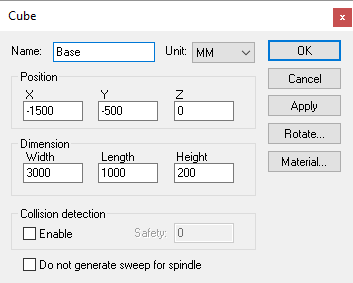 Cube
x
Name: Base Unit: MM OK
Cancel
Position
X Y Z
-1500 -500 0
Apply
Rotate...
Dimension
Width Length Height
3000 1000 200
Material...
Collision detection
Enable Safety: 0
Do not generate sweep for spindle